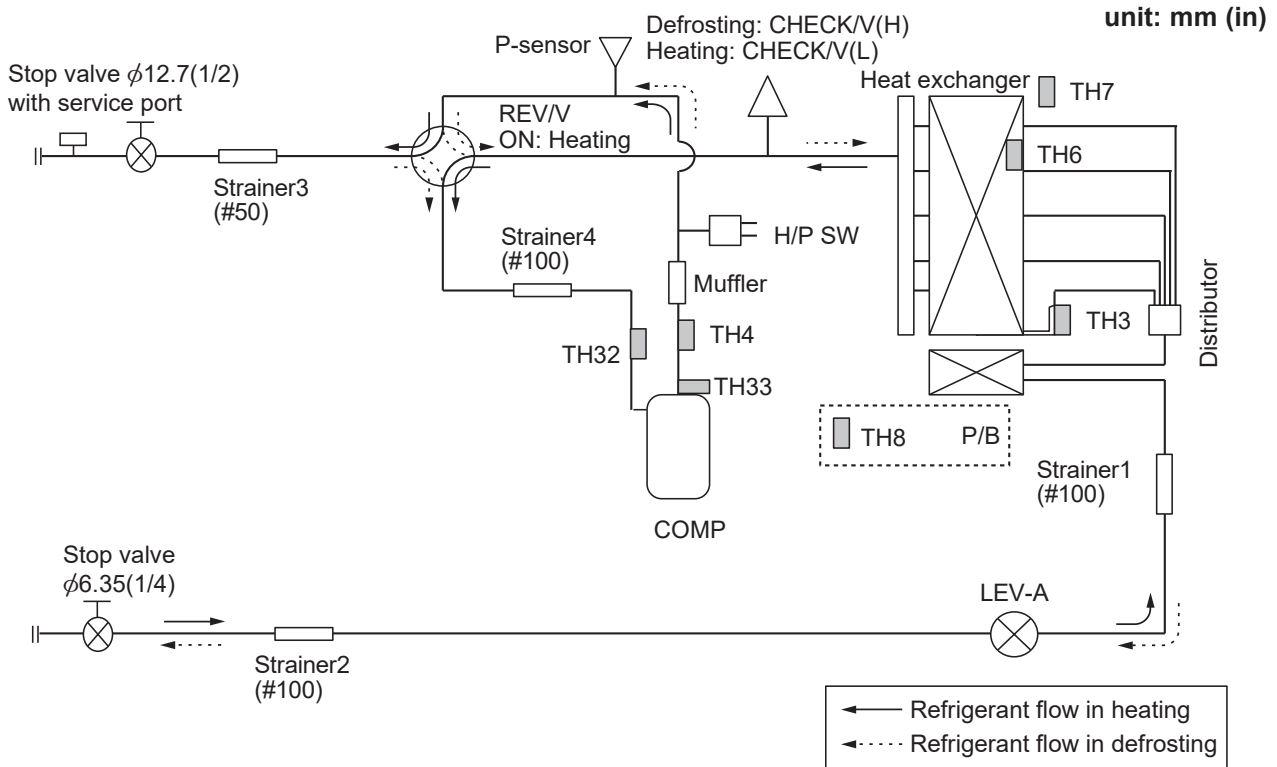 unit: mm (in)
Defrosting: CHECK/V(H)
Heating: CHECK/V(L)
P-sensor
Stop valve ϕ12.7(1/2)
with service port
Heat exchanger
TH7
REV/V
ON: Heating
TH6
Strainer3
(#50)
Strainer4
(#100)
H/P SW
Muffler
TH4
TH3
Distributor
TH32
TH33
TH8
P/B
Strainer1
(#100)
COMP
Stop valve
ϕ6.35(1/4)
LEV-A
Strainer2
(#100)
Refrigerant flow in heating
Refrigerant flow in defrosting